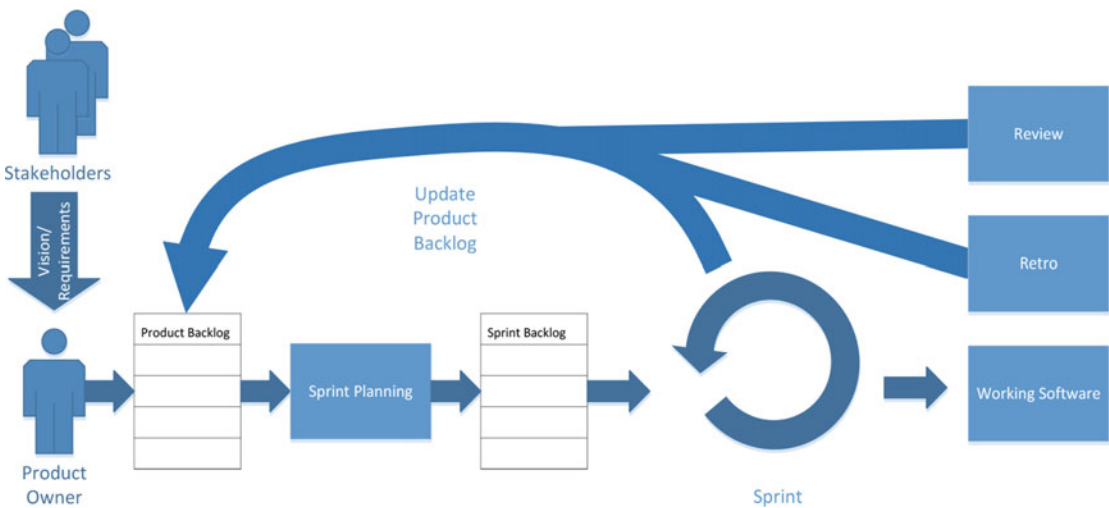 Stakeholders
Vision/
Requirements
Product
Owner
Product Backlog
Sprint Planning
Sprint Backlog
Update
Product
Backlog
Sprint
Review
Retro
Working Software